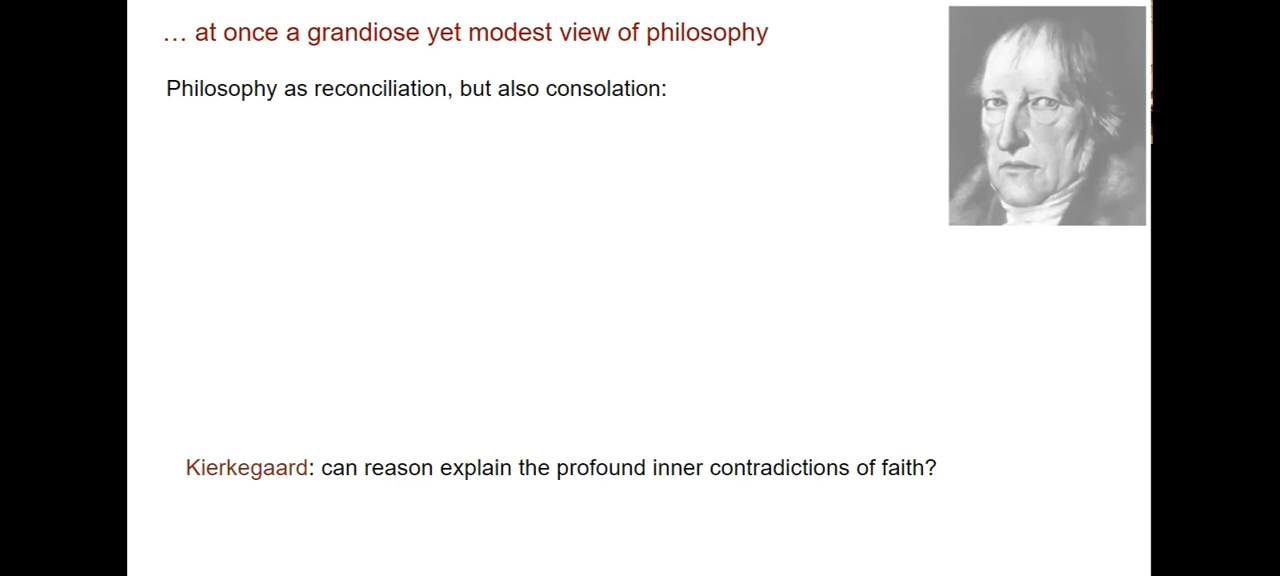 … at once a grandiose yet modest view of philosophy
Philosophy as reconciliation, but also consolation:
Kierkegaard: can reason explain the profound inner contradictions of faith?